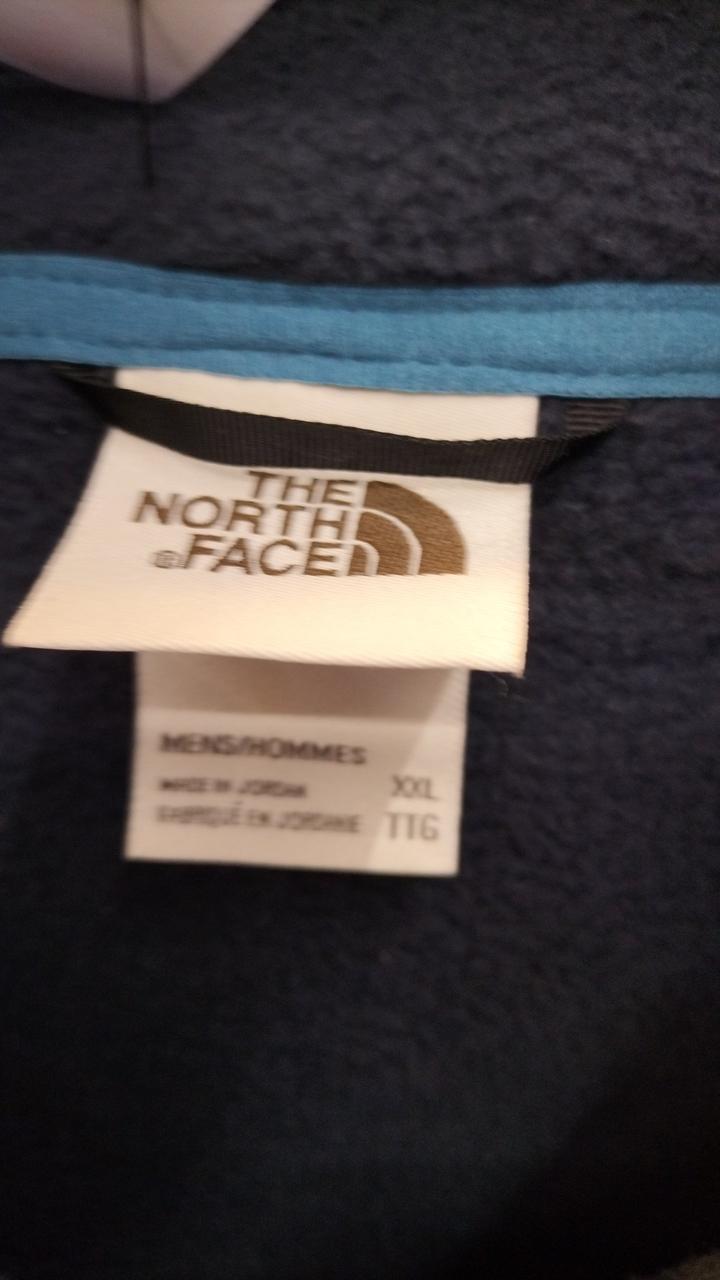 THE
NORTH
®FACE
MENS/HOMMES
MADE IN JORDAN XXL
FABRIQUÉ EN JORDANIE TTG